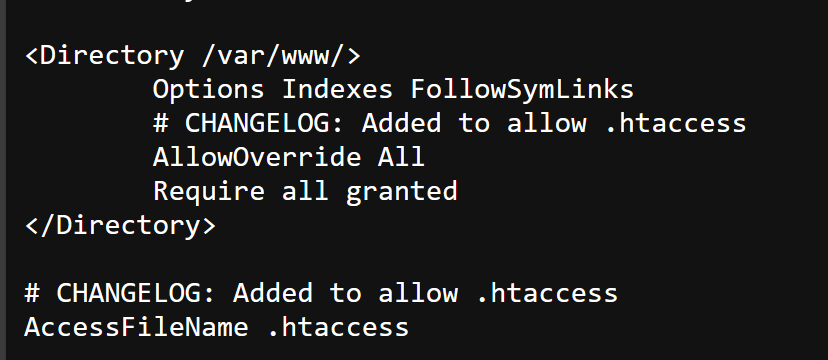 <Directory /var/www/>
Options Indexes FollowSymLinks
# CHANGELOG: Added to allow .htaccess
AllowOverride All
Require all granted
</Directory>
# CHANGELOG: Added to allow .htaccess
AccessFileName .htaccess